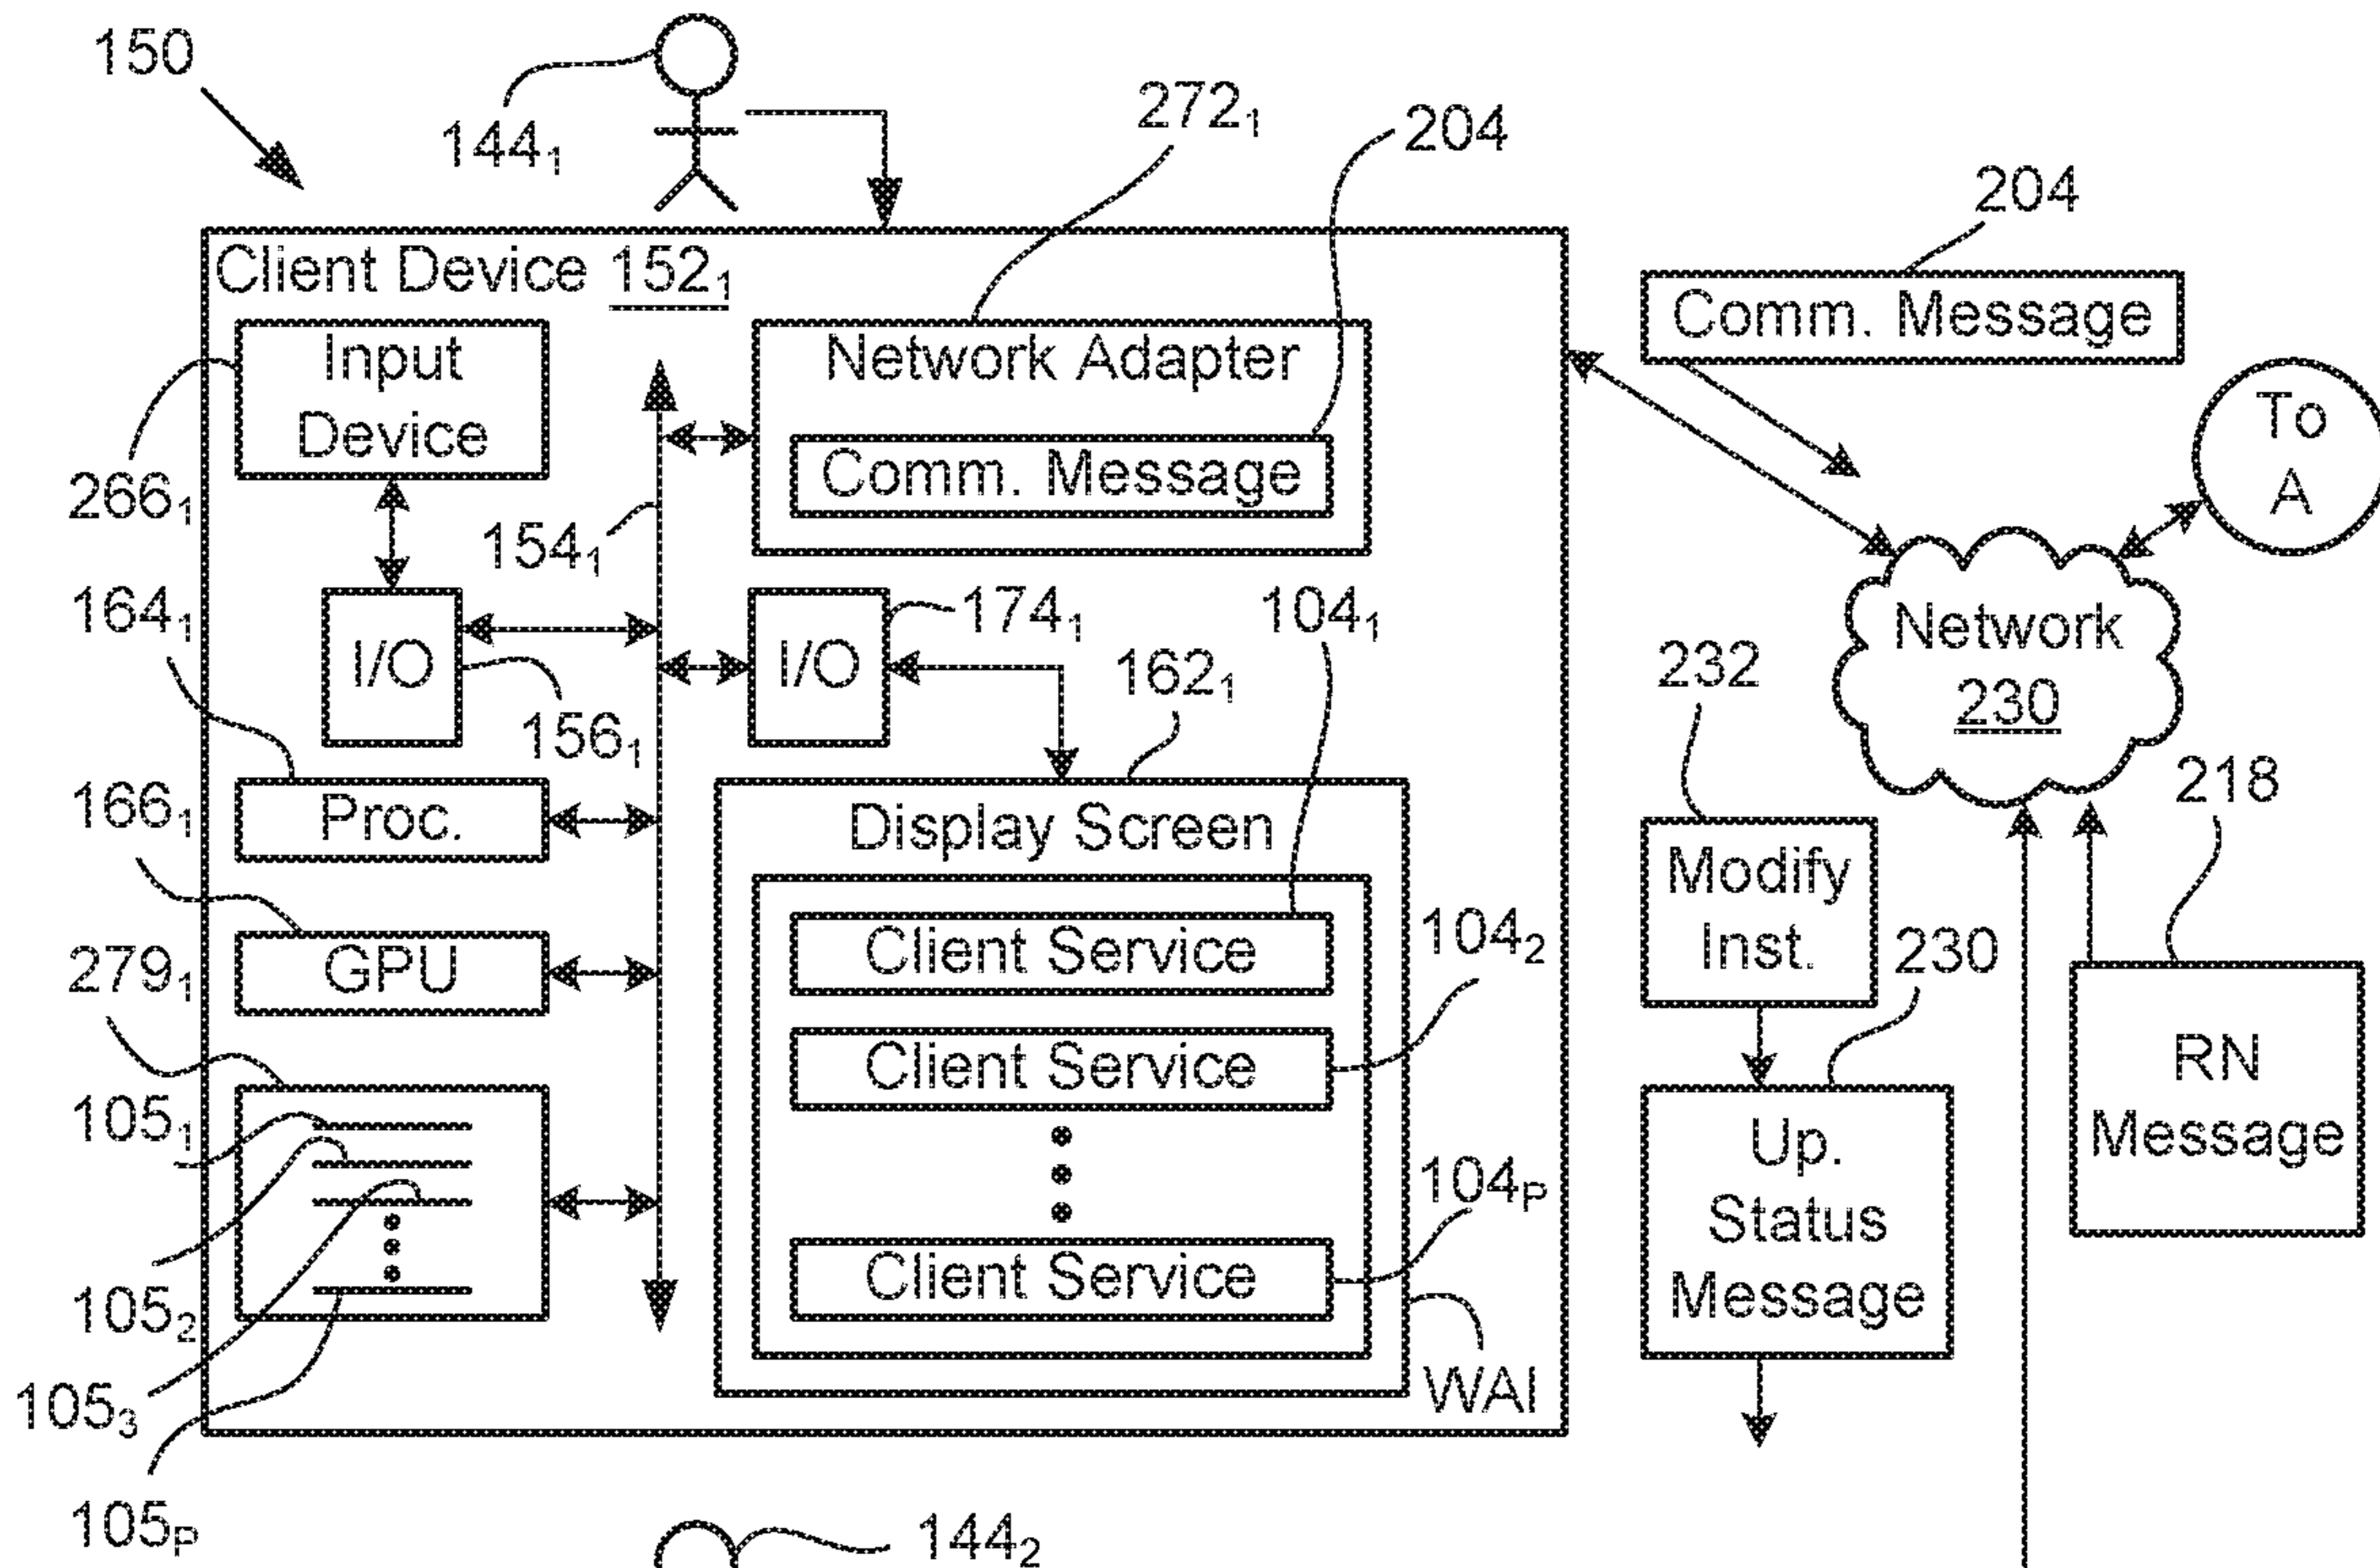 150
144₁
272₁
204
204
Client Device 152₁
Comm. Message
Input
Device
Network Adapter
Comm. Message
To
A
266₁
154₁
164₁
I/O
156₁
I/O
174₁
104₁
162₁
Network
230
232
218
166₁
Proc.
Display Screen
Modify
Inst.
279₁
GPU
Client Service
104₂
230
RN
Message
105₁
Client Service
Up.
Status
Message
104ₚ
105₂
Client Service
105₃
WAI
105ₚ
144₂